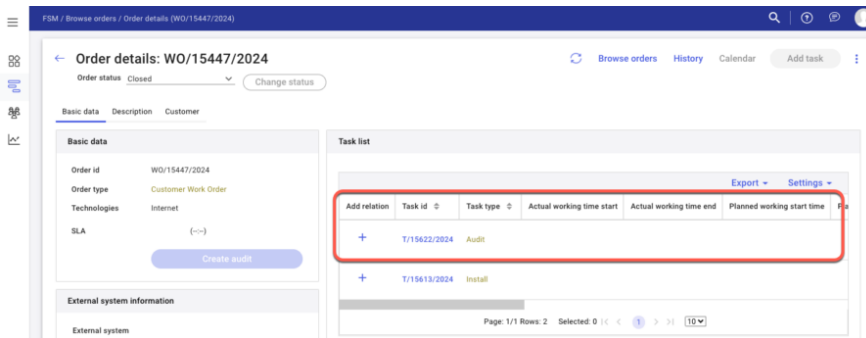 FSM / Browse orders / Order details (WO/15447/2024)
Order details: WO/15447/2024
Browse orders History Calendar Add task
Order status Closed Change status
Basic data Description Customer
Basic data
Order id WO/15447/2024
Order type Customer Work Order
Technologies Internet
SLA (-:-)
Create audit
External system information
External system
Task list
Export Settings
Add relation Task id Task type Actual working time start Actual working time end Planned working start time
+ T/15622/2024 Audit
+ T/15613/2024 Install
Page: 1/1 Rows: 2 Selected: 0 |< < 1 > >| 10